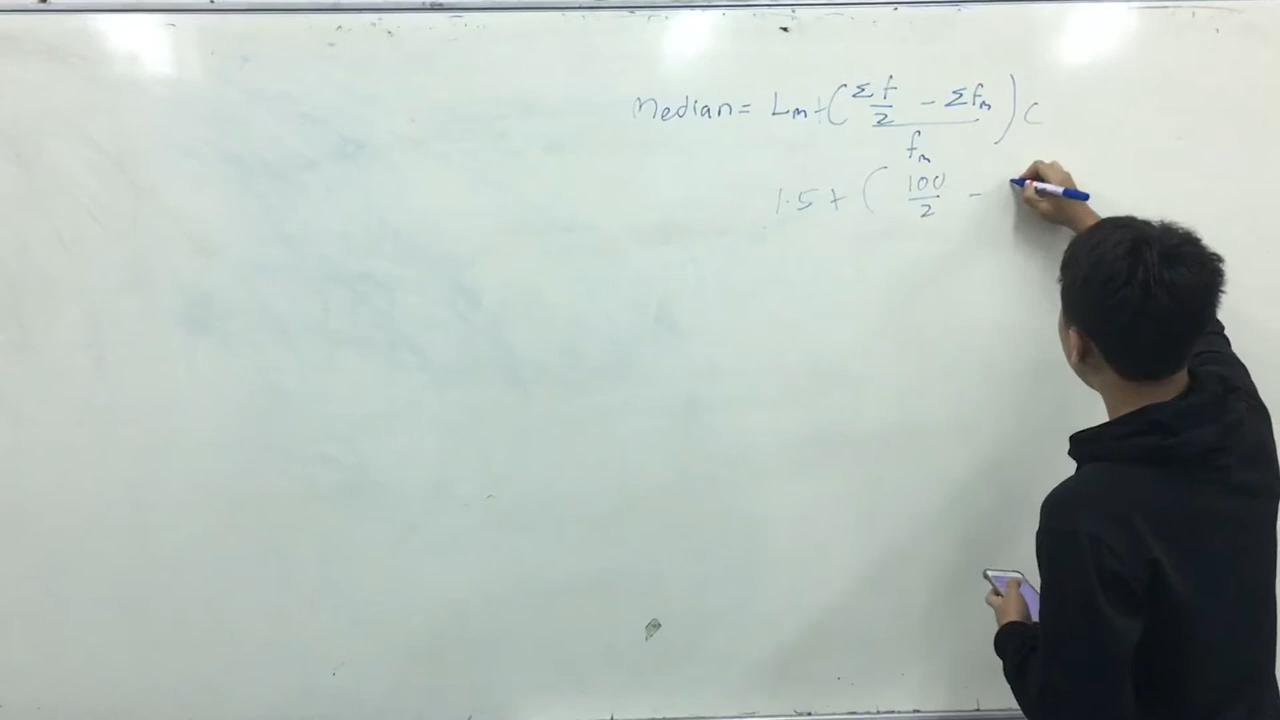 Median = Lm + ( Σf/2 - Σfm / fm ) c
1.5 + ( 100/2 -